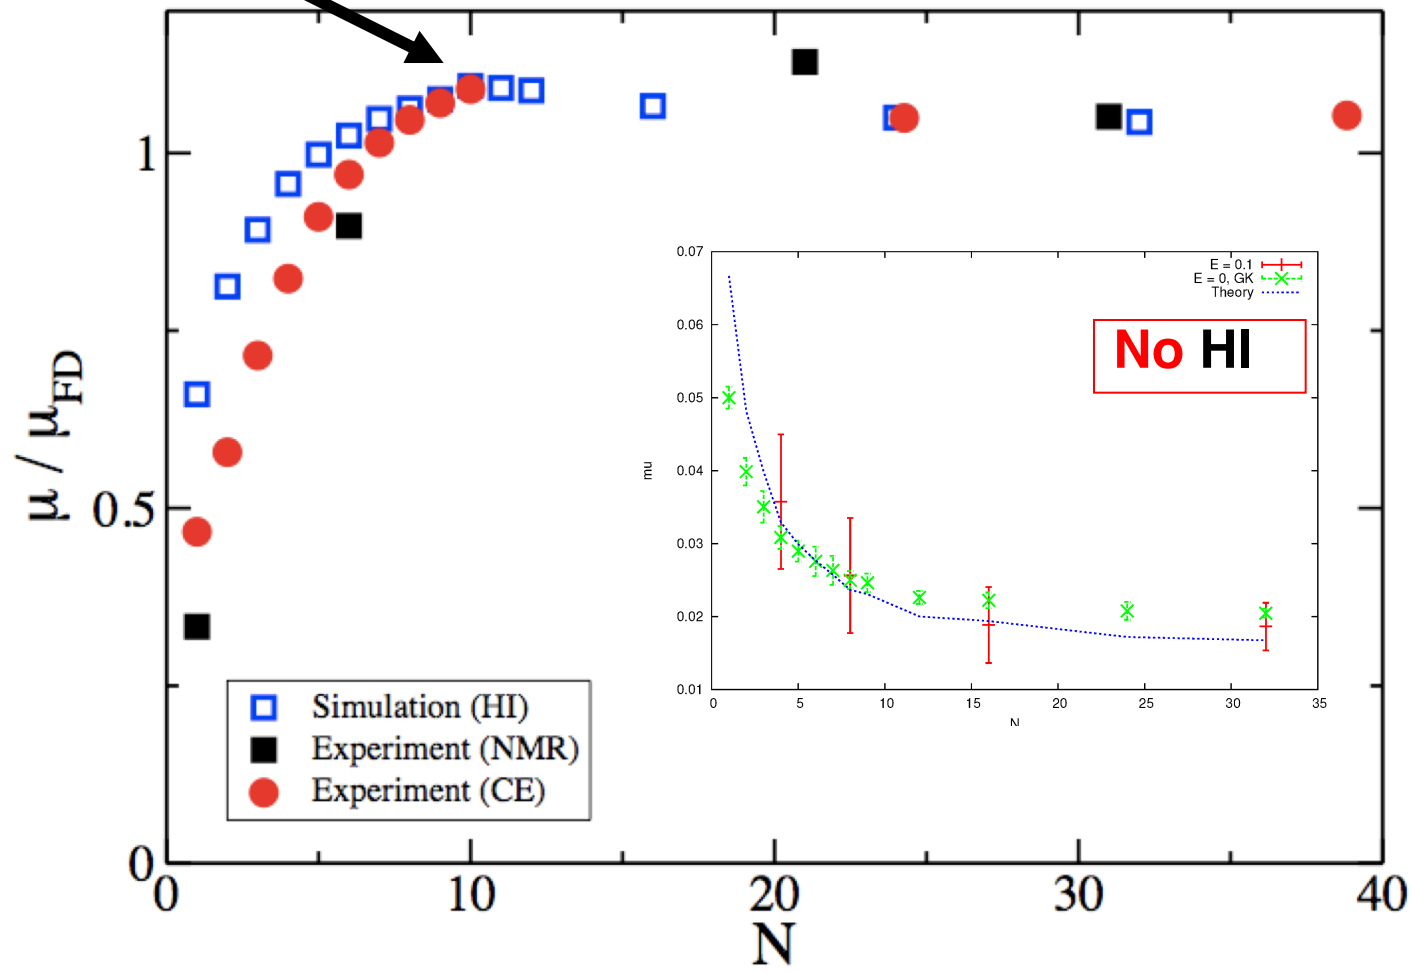 1
0.5
0
μ / μFD
0
10
20
30
40
N
Simulation (HI)
Experiment (NMR)
Experiment (CE)
0.07
0.06
0.05
0.04
0.03
0.02
0.01
mu
0
5
10
15
20
25
30
35
N
E = 0.1
E = 0, GK
Theory
No HI